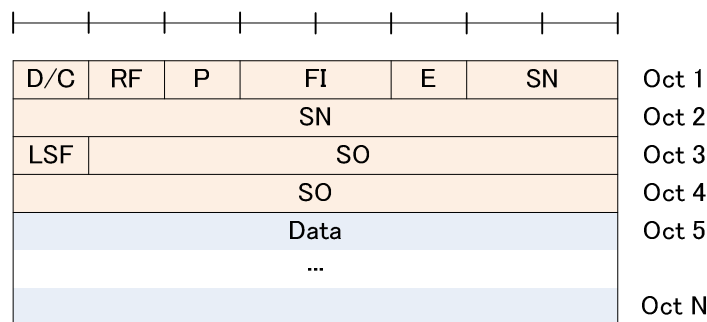 D/C RF P FI E SN Oct 1
SN Oct 2
LSF SO Oct 3
SO Oct 4
Data Oct 5
...
Oct N